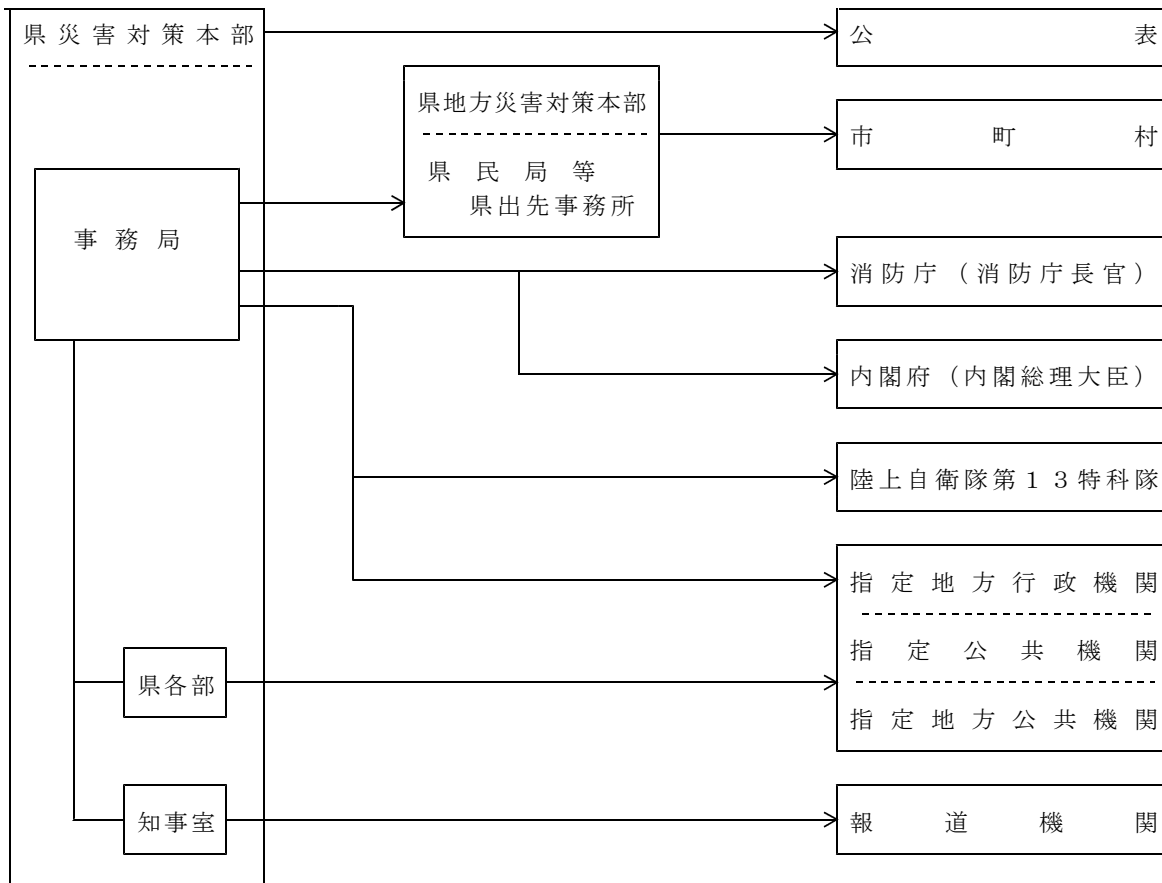 県災害対策本部
公表
県地方災害対策本部
市町村
県民局等
県出先事務所
事務局
消防庁（消防庁長官）
内閣府（内閣総理大臣）
陸上自衛隊第１３特科隊
指定地方行政機関
指定公共機関
県各部
指定地方公共機関
知事室
報道機関